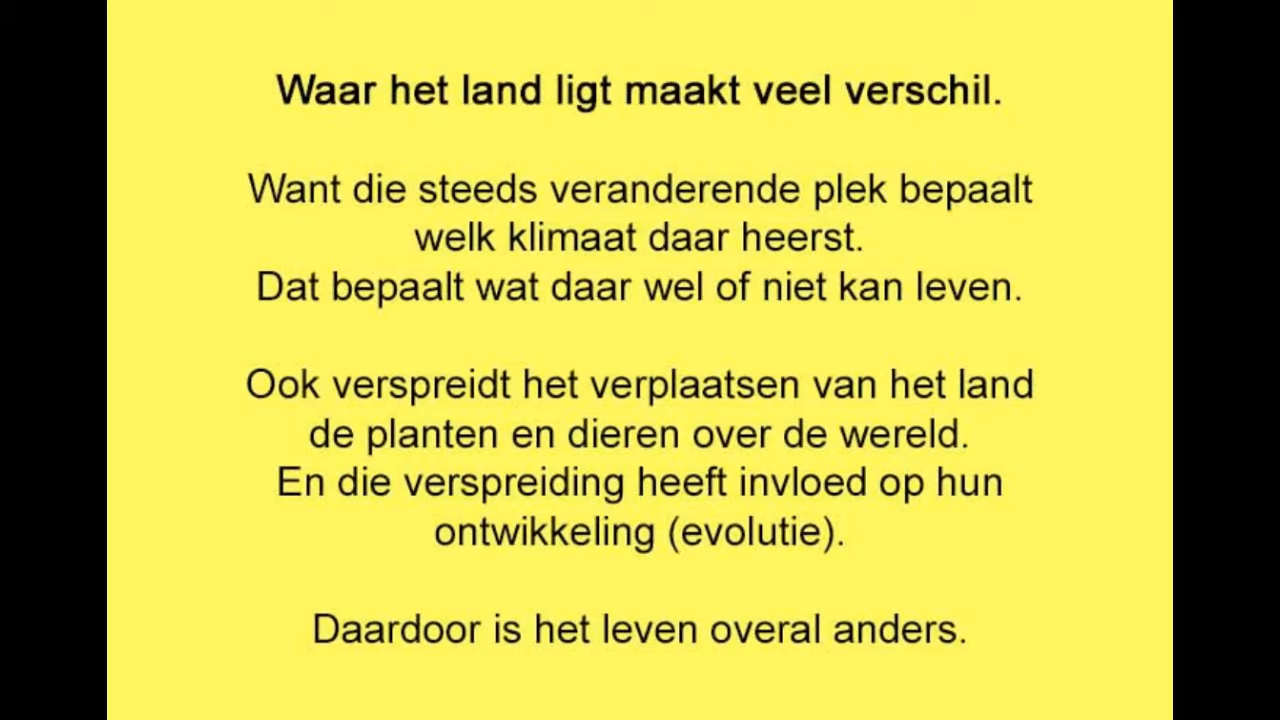 Waar het land ligt maakt veel verschil.
Want die steeds veranderende plek bepaalt
welk klimaat daar heerst.
Dat bepaalt wat daar wel of niet kan leven.
Ook verspreidt het verplaatsen van het land
de planten en dieren over de wereld.
En die verspreiding heeft invloed op hun
ontwikkeling (evolutie).
Daardoor is het leven overal anders.